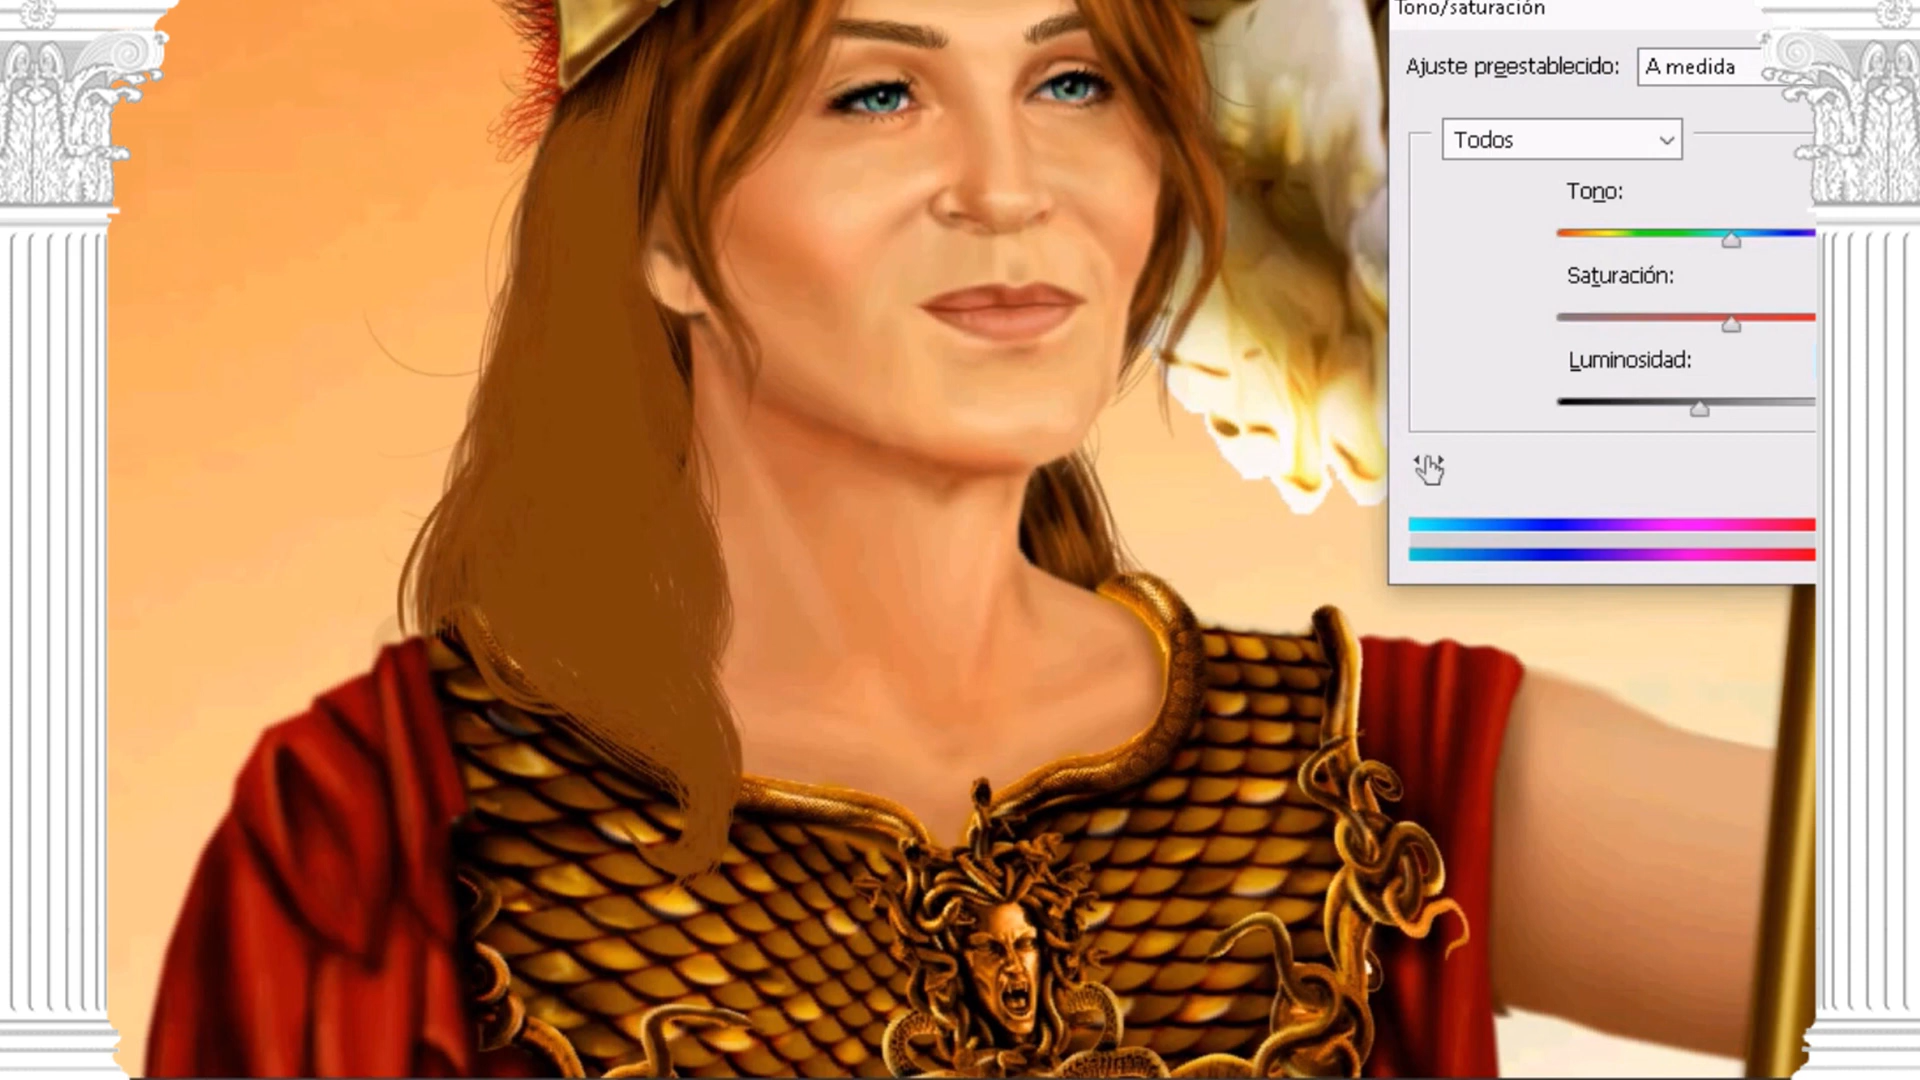 Tono/saturación
Ajuste preestablecido: A medida
Todos
Tono:
Saturación:
Luminosidad: